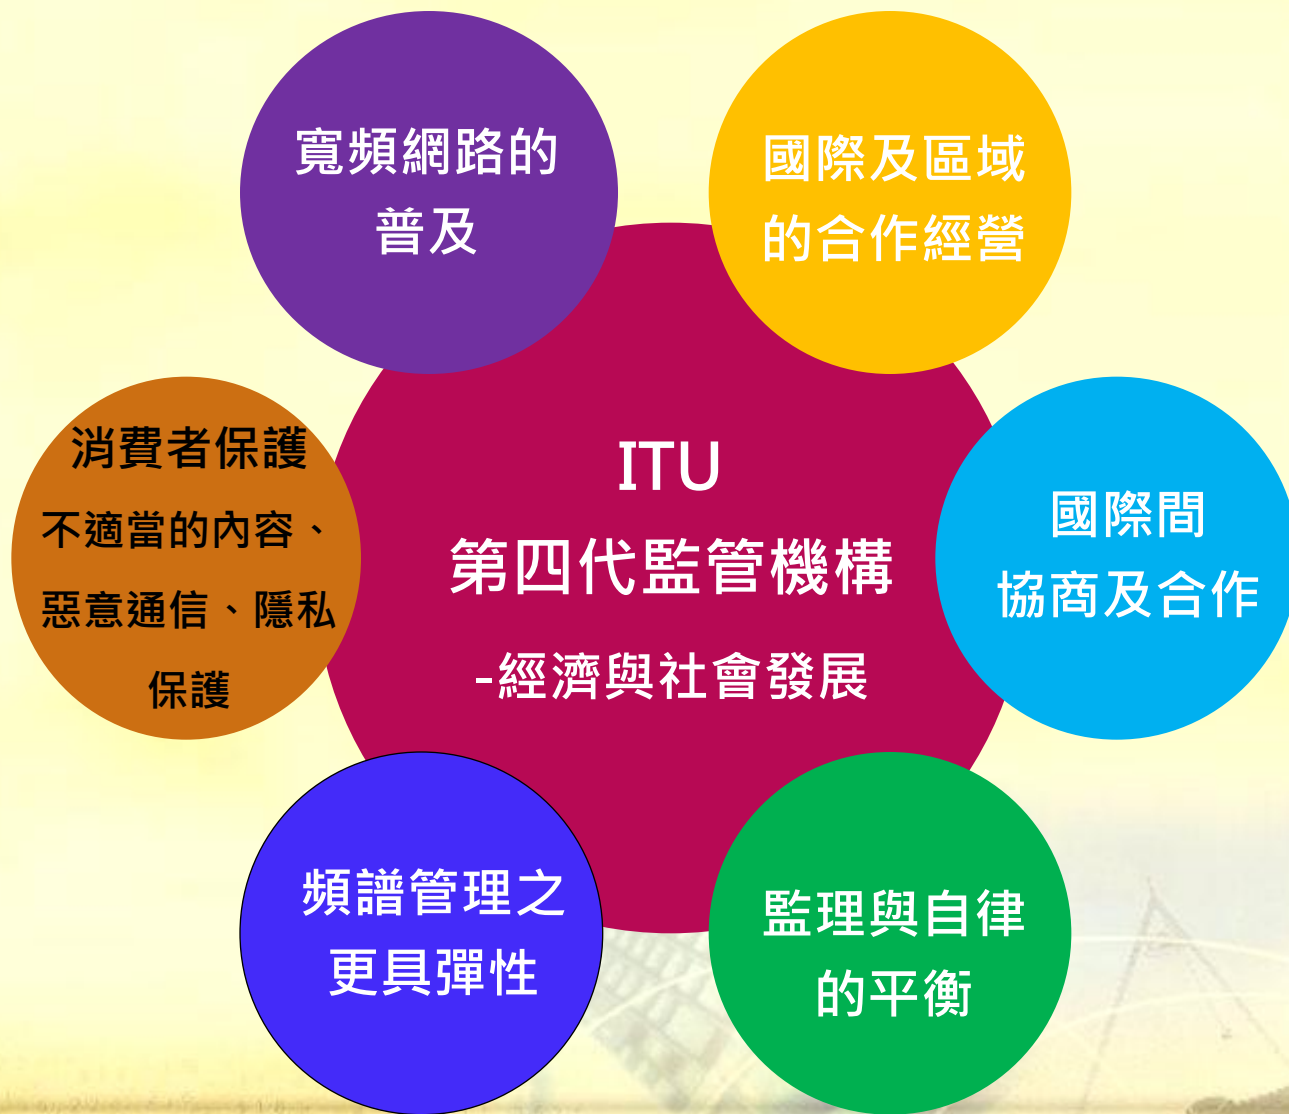 寬頻網路的
普及
國際及區域
的合作經營
消費者保護
不適當的內容、
惡意通信、隱私
保護
ITU
第四代監管機構
-經濟與社會發展
國際間
協商及合作
頻譜管理之
更具彈性
監理與自律
的平衡